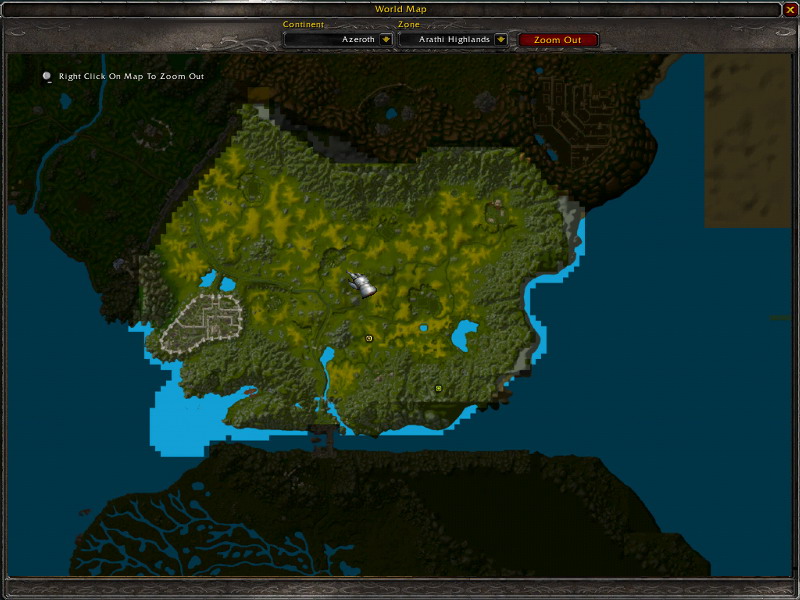 World Map
Continent
Zone
Azeroth
Arathi Highlands
Zoom Out
Right Click On Map To Zoom Out